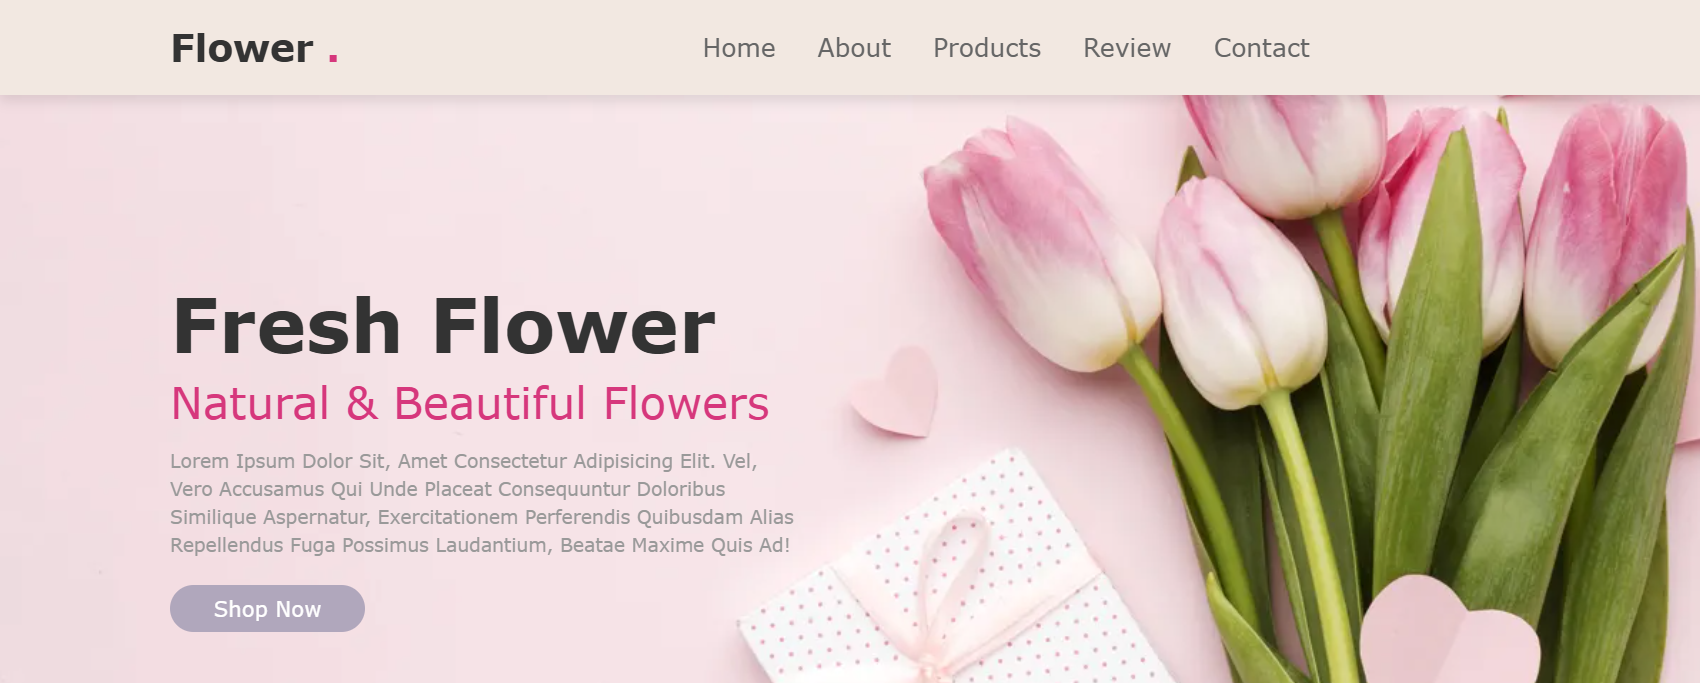 Flower .
Home About Products Review Contact
Fresh Flower
Natural & Beautiful Flowers
Lorem Ipsum Dolor Sit, Amet Consectetur Adipisicing Elit. Vel,
Vero Accusamus Qui Unde Placeat Consequuntur Doloribus
Similique Aspernatur, Exercitationem Perferendis Quibusdam Alias
Repellendus Fuga Possimus Laudantium, Beatae Maxime Quis Ad!
Shop Now